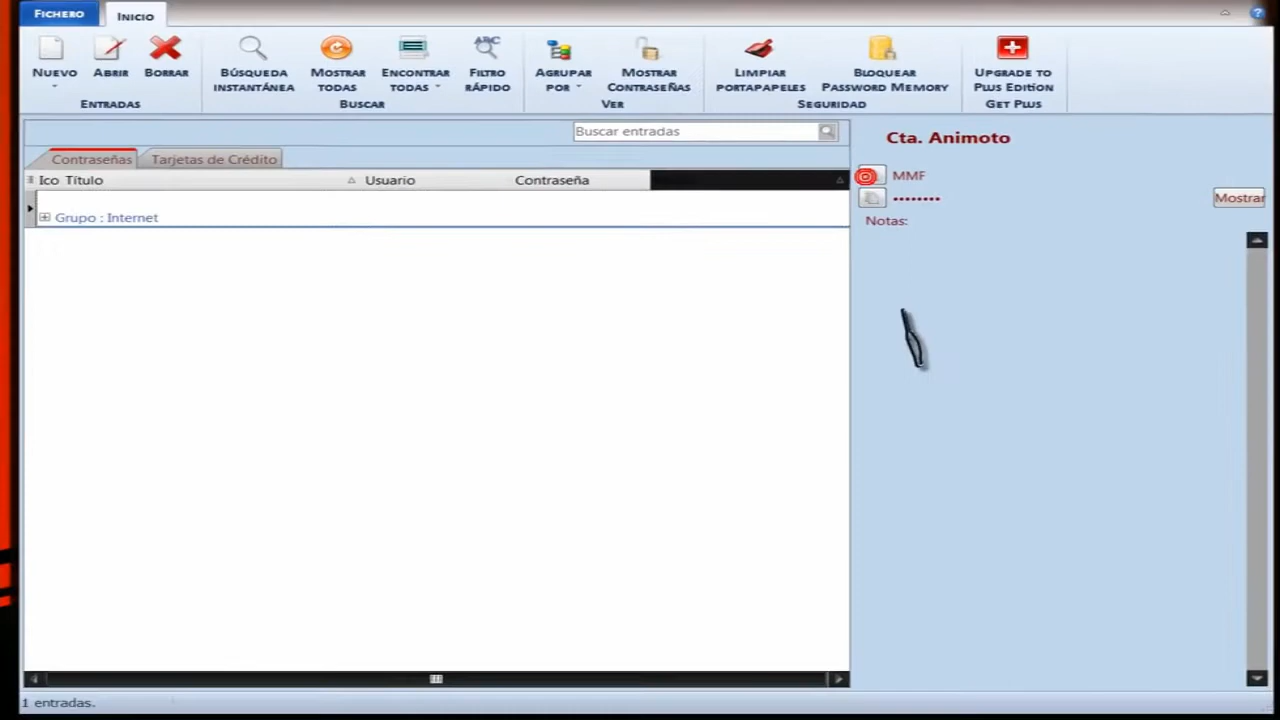 FICHERO INICIO
NUEVO ABRIR BORRAR BÚSQUEDA INSTANTÁNEA MOSTRAR TODAS ENCONTRAR TODAS FILTRO RÁPIDO AGRUPAR POR MOSTRAR CONTRASEÑAS LIMPIAR PORTAPAPELES BLOQUEAR PASSWORD MEMORY UPGRADE TO PLUS EDITION
ENTRADAS BUSCAR VER SEGURIDAD GET PLUS
Buscar entradas
Cta. Animoto
Contraseñas Tarjetas de Crédito
MMF
Ico Título Usuario Contraseña
•••••••• Mostrar
Grupo : Internet
Notas:
1 entradas.